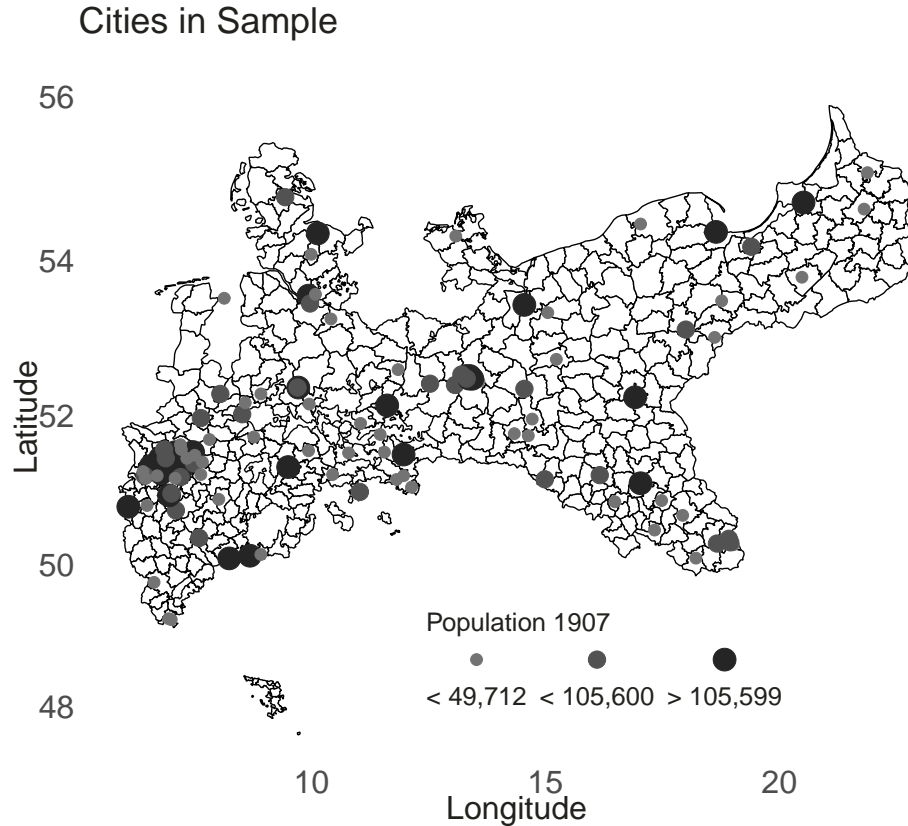 Cities in Sample
56
54
52
50
48
Latitude
Population 1907
< 49,712 < 105,600 > 105,599
10 15 20
Longitude